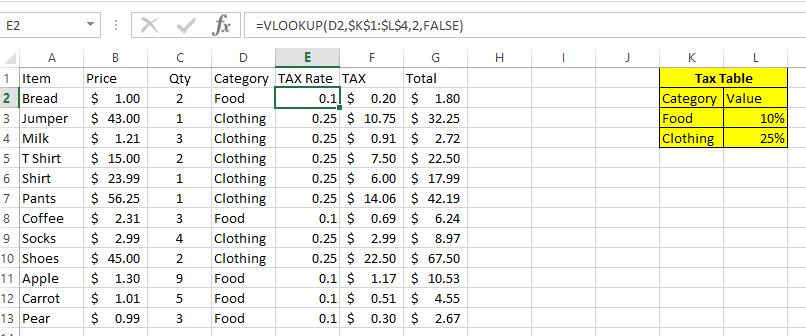 E2 fx =VLOOKUP(D2,$K$1:$L$4,2,FALSE)
A B C D E F G H I J K L
1 Item Price Qty Category TAX Rate TAX Total Tax Table
2 Bread $ 1.00 2 Food 0.1 $ 0.20 $ 1.80 Category Value
3 Jumper $ 43.00 1 Clothing 0.25 $ 10.75 $ 32.25 Food 10%
4 Milk $ 1.21 3 Clothing 0.25 $ 0.91 $ 2.72 Clothing 25%
5 T Shirt $ 15.00 2 Clothing 0.25 $ 7.50 $ 22.50
6 Shirt $ 23.99 1 Clothing 0.25 $ 6.00 $ 17.99
7 Pants $ 56.25 1 Clothing 0.25 $ 14.06 $ 42.19
8 Coffee $ 2.31 3 Food 0.1 $ 0.69 $ 6.24
9 Socks $ 2.99 4 Clothing 0.25 $ 2.99 $ 8.97
10 Shoes $ 45.00 2 Clothing 0.25 $ 22.50 $ 67.50
11 Apple $ 1.30 9 Food 0.1 $ 1.17 $ 10.53
12 Carrot $ 1.01 5 Food 0.1 $ 0.51 $ 4.55
13 Pear $ 0.99 3 Food 0.1 $ 0.30 $ 2.67